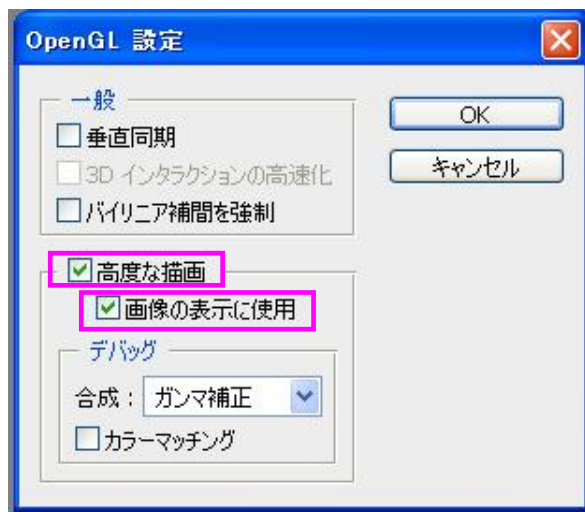 OpenGL 設定
一般
垂直同期
3D インタラクションの高速化
バイリニア補間を強制
OK
キャンセル
高度な描画
画像の表示に使用
デバッグ
合成： ガンマ補正
カラーマッチング